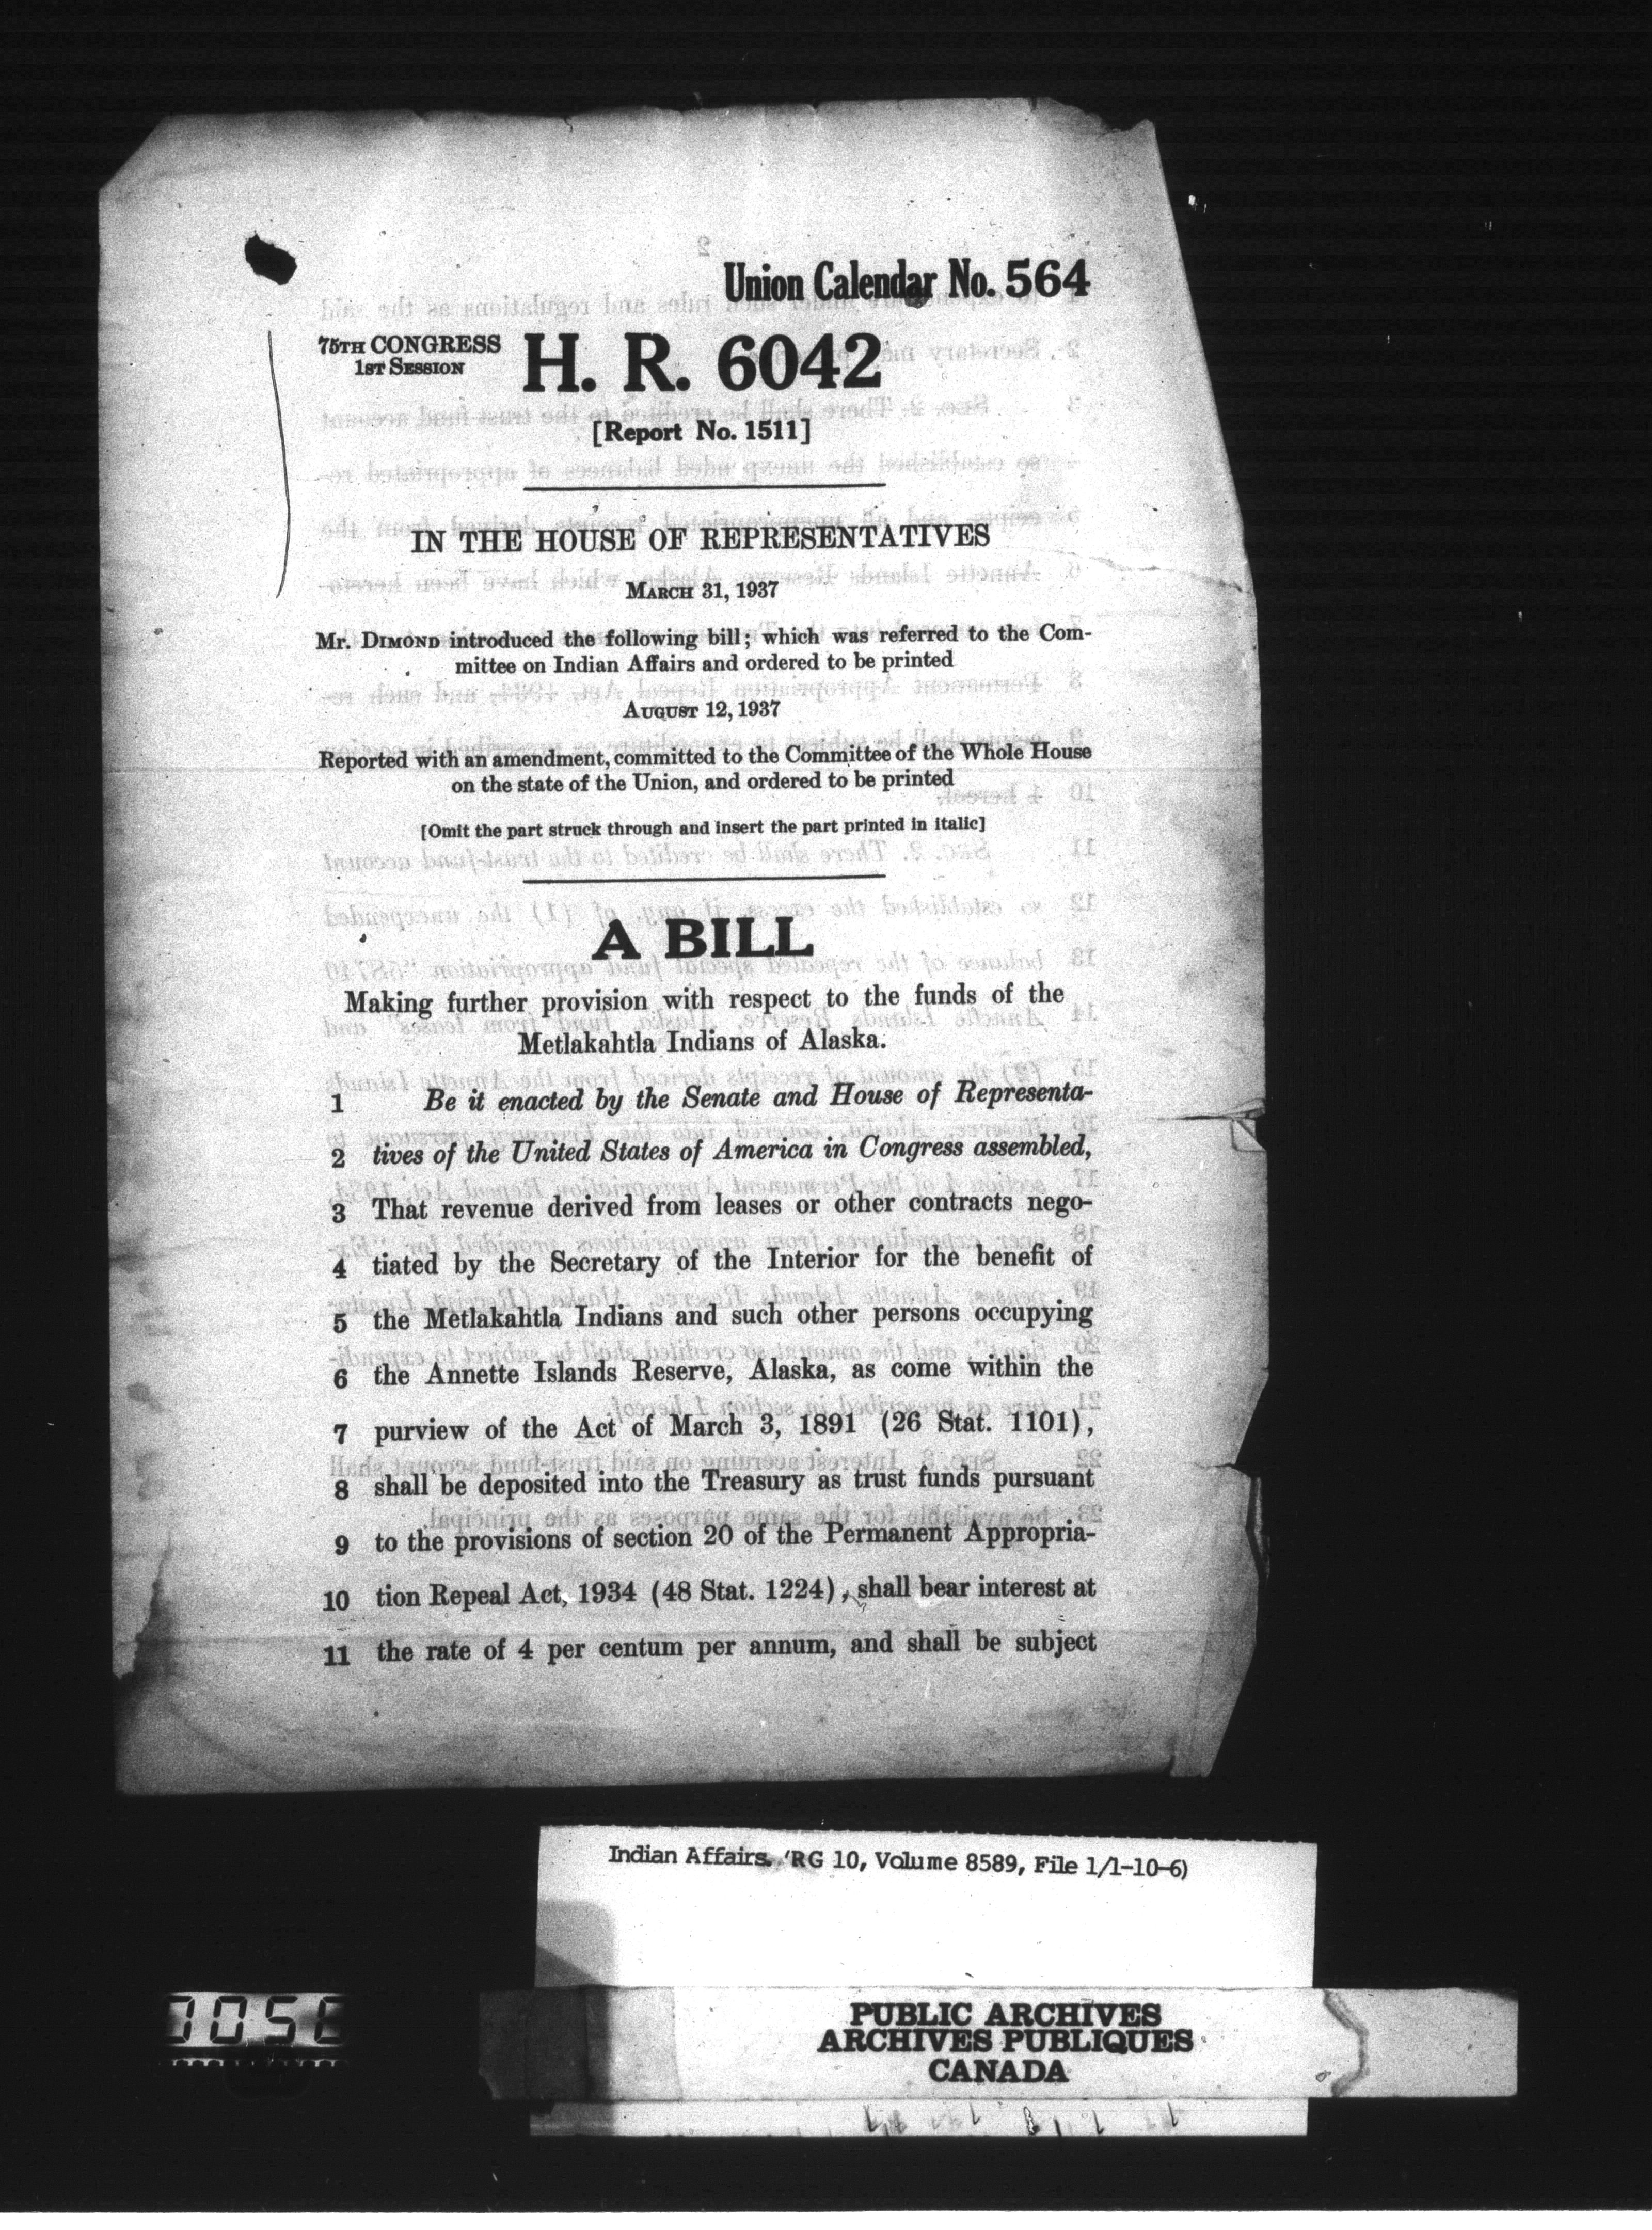 Union Calendar No. 564
75TH CONGRESS
1ST SESSION
H. R. 6042
[Report No. 1511]
IN THE HOUSE OF REPRESENTATIVES
MARCH 31, 1937
Mr. DIMOND introduced the following bill; which was referred to the Com-
mittee on Indian Affairs and ordered to be printed
AUGUST 12, 1937
Reported with an amendment, committed to the Committee of the Whole House
on the state of the Union, and ordered to be printed
[Omit the part struck through and insert the part printed in italic]
A BILL
Making further provision with respect to the funds of the
Metlakahtla Indians of Alaska.
1 Be it enacted by the Senate and House of Representa-
2 tives of the United States of America in Congress assembled,
3 That revenue derived from leases or other contracts nego-
4 tiated by the Secretary of the Interior for the benefit of
5 the Metlakahtla Indians and such other persons occupying
6 the Annette Islands Reserve, Alaska, as come within the
7 purview of the Act of March 3, 1891 (26 Stat. 1101),
8 shall be deposited into the Treasury as trust funds pursuant
9 to the provisions of section 20 of the Permanent Appropria-
10 tion Repeal Act, 1934 (48 Stat. 1224), shall bear interest at
11 the rate of 4 per centum per annum, and shall be subject
Indian Affairs. (RG 10, Volume 8589, File 1/1-10-6)
PUBLIC ARCHIVES
ARCHIVES PUBLIQUES
CANADA